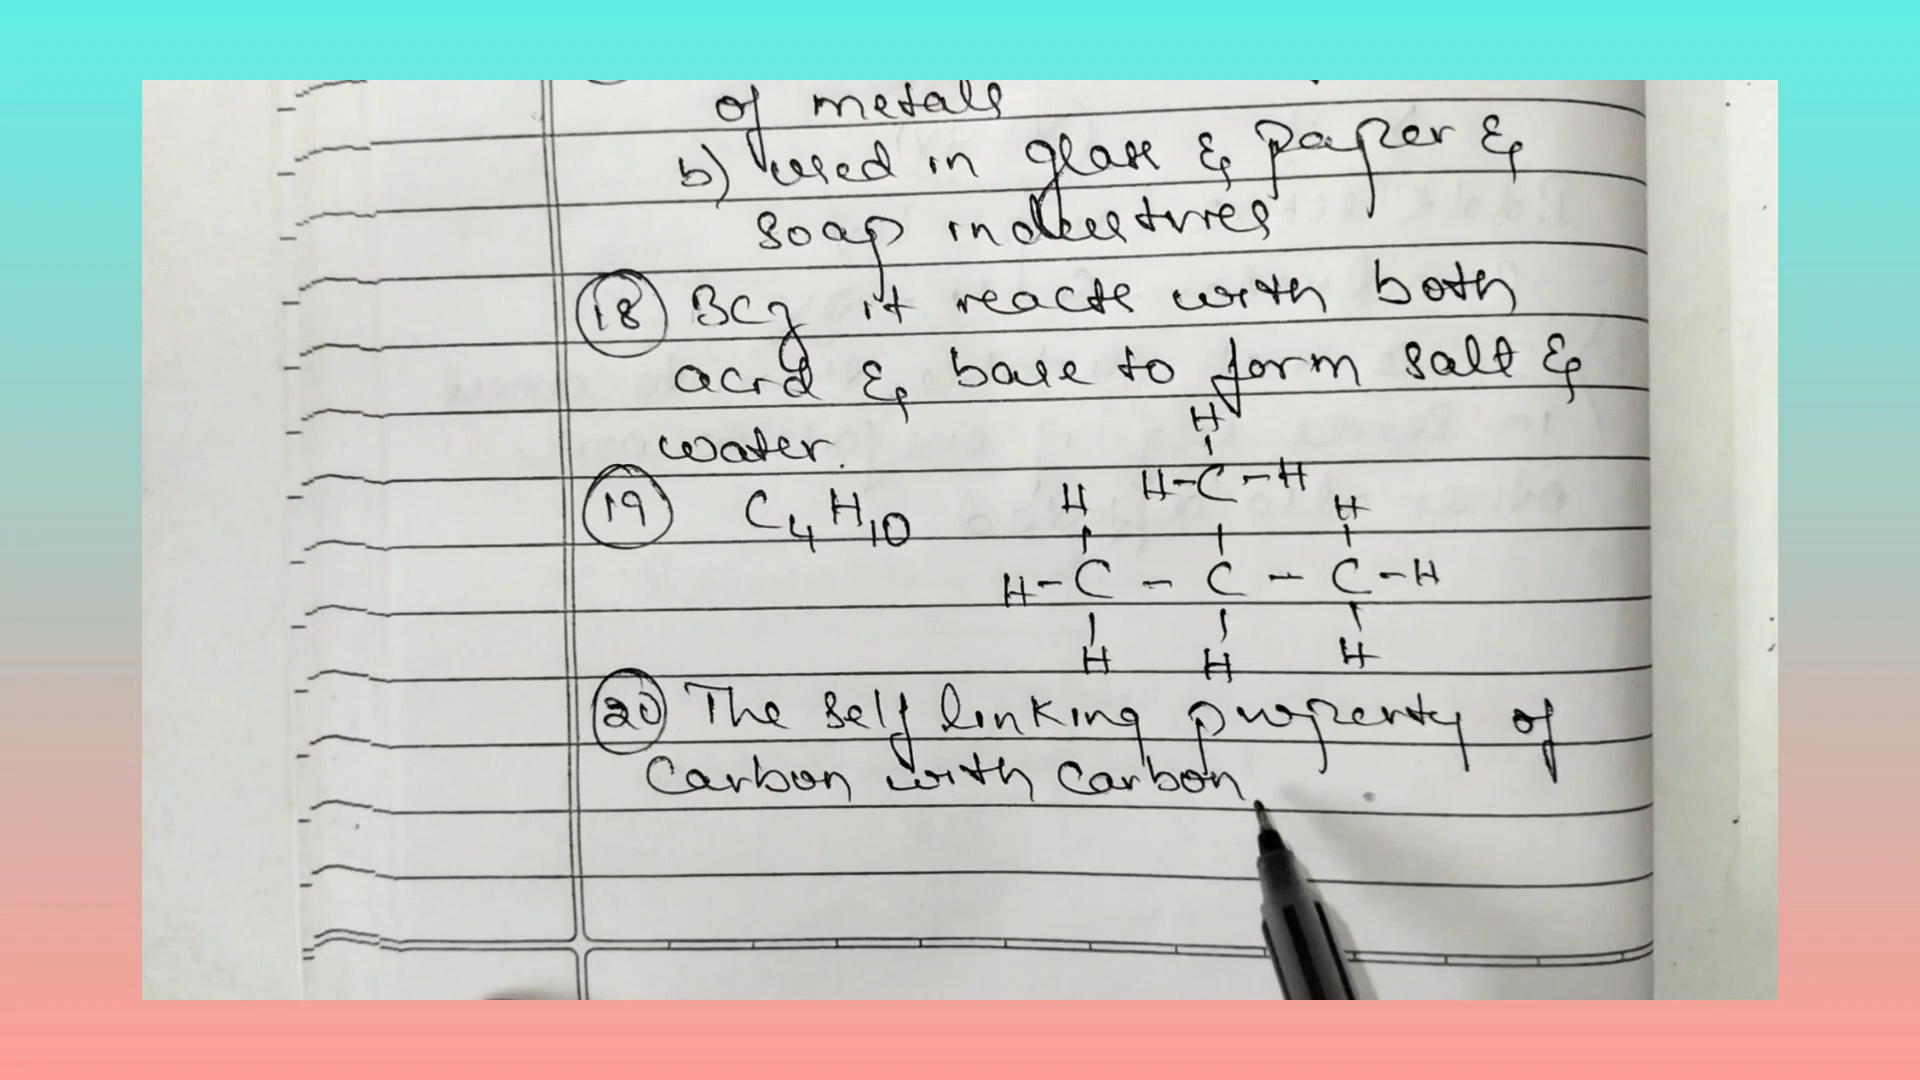 of metals
b) used in glass & paper &
soap industries
18 Bcz it reacts with both
acid & base to form salt &
water.
19 C4H10
H
H H-C-H H
H-C - C - C-H
H H H
20 The self linking property of
Carbon with carbon